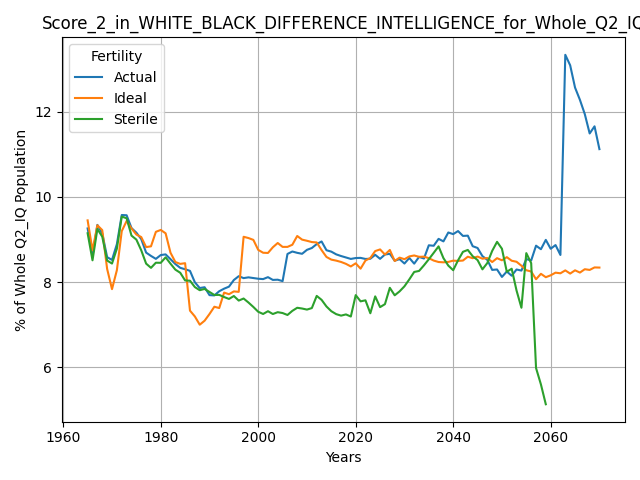 Score_2_in_WHITE_BLACK_DIFFERENCE_INTELLIGENCE_for_Whole_Q2_IQ
Fertility
Actual
Ideal
Sterile
% of Whole Q2_IQ Population
12
10
8
6
1960 1980 2000 2020 2040 2060
Years